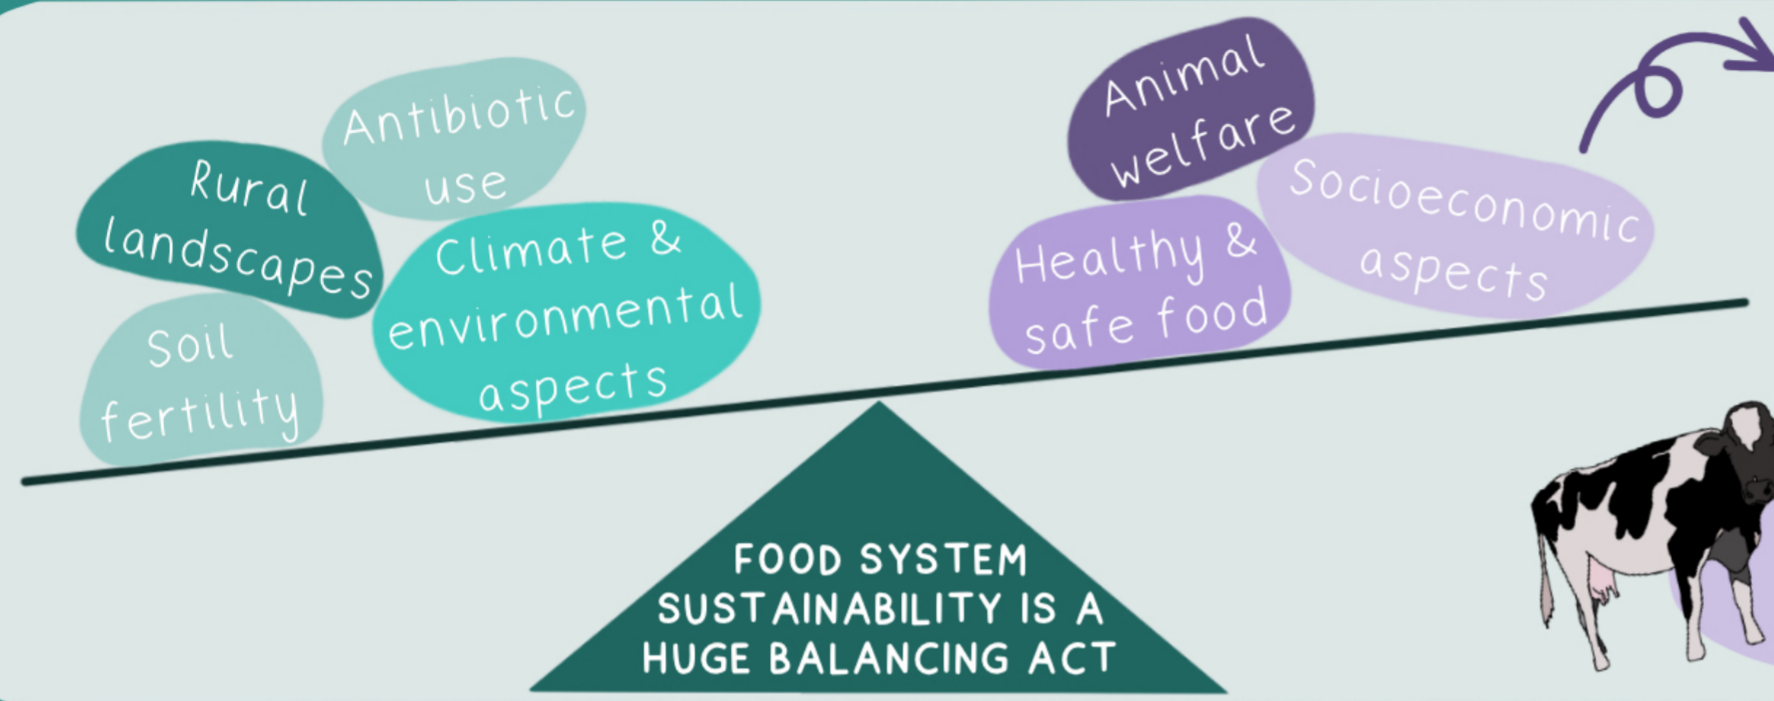 Antibiotic
use
Rural
landscapes
Climate &
environmental
aspects
Soil
fertility
Animal
welfare
Socioeconomic
aspects
Healthy &
safe food
FOOD SYSTEM
SUSTAINABILITY IS A
HUGE BALANCING ACT